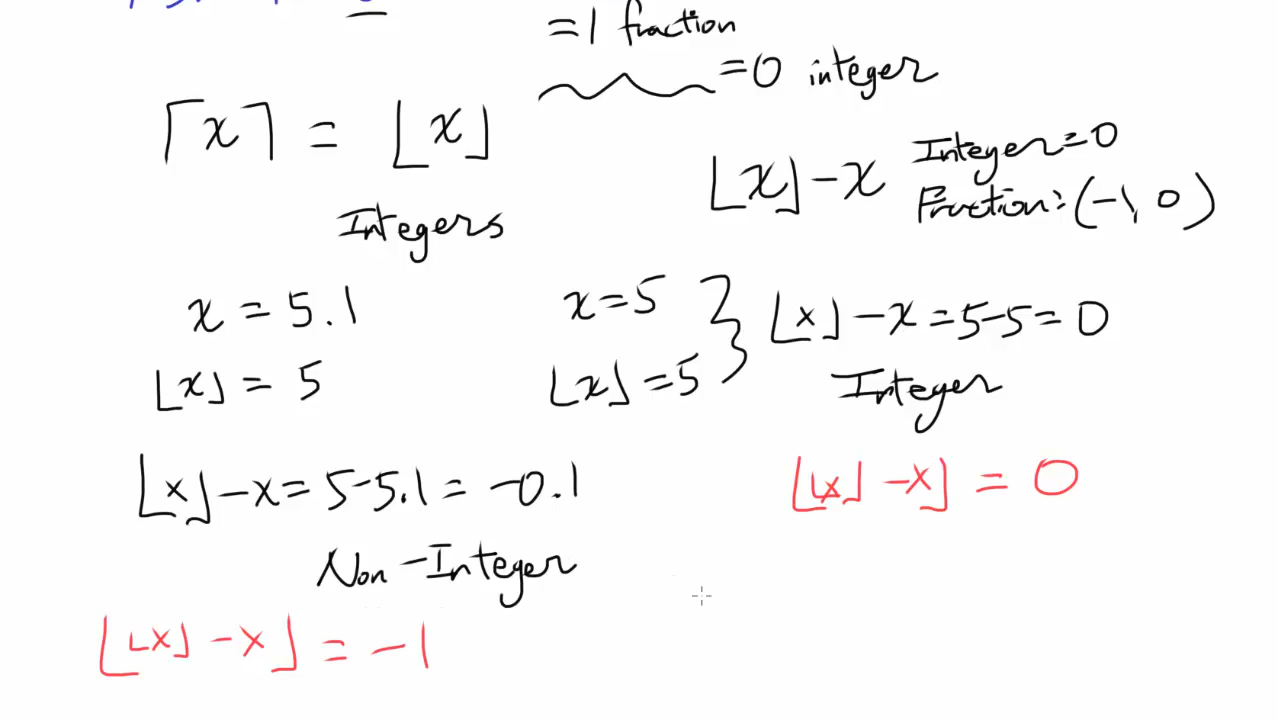 =1 fraction
=0 integer
⌈x⌉ = ⌊x⌋
Integers
⌊x⌋-x
Integer=0
Fraction:(-1, 0)
x = 5.1
⌊x⌋ = 5
x=5
⌊x⌋=5
⌊x⌋-x=5-5=0
Integer
⌊x⌋-x=5-5.1=-0.1
Non-Integer
⌊⌊x⌋-x⌋ = 0
⌊⌊x⌋-x⌋ = -1